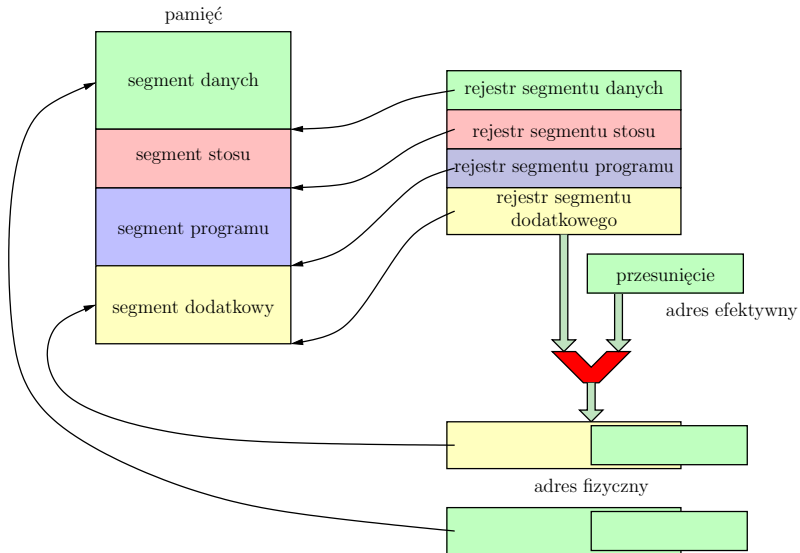 pamięć
segment danych
segment stosu
segment programu
segment dodatkowy
rejestr segmentu danych
rejestr segmentu stosu
rejestr segmentu programu
rejestr segmentu
dodatkowego
przesunięcie
adres efektywny
adres fizyczny